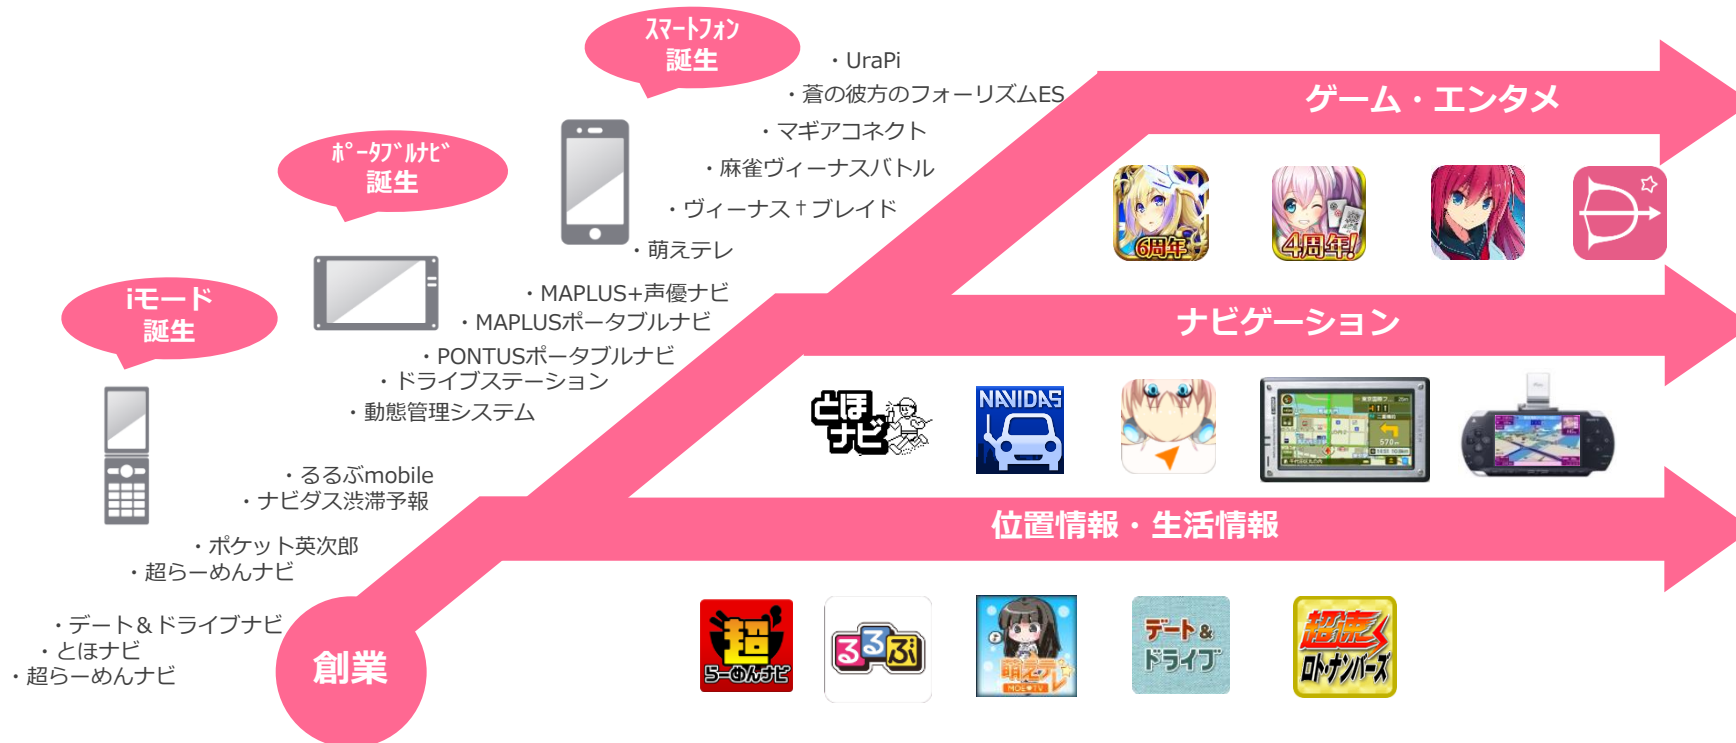 スマートフォン
誕生
・UraPi
・蒼の彼方のフォーリズムES
・マギアコネクト
・麻雀ヴィーナスバトル
・ヴィーナス†ブレイド
・萌えテレ
ポータブルナビ
誕生
・MAPLUS+声優ナビ
・MAPLUSポータブルナビ
・PONTUSポータブルナビ
・ドライブステーション
・動態管理システム
iモード
誕生
・るるぶmobile
・ナビダス渋滞予報
・ポケット英次郎
・超らーめんナビ
・デート＆ドライブナビ
・とほナビ
・超らーめんナビ
創業
ゲーム・エンタメ
6周年
4周年!
ナビゲーション
とほ
ナビ
NAVIDAS
570m
位置情報・生活情報
超
らーめんナビ
るるぶ
萌えテレ
MOE♥TV
デート＆
ドライブ
超速
ロト・ナンバーズ